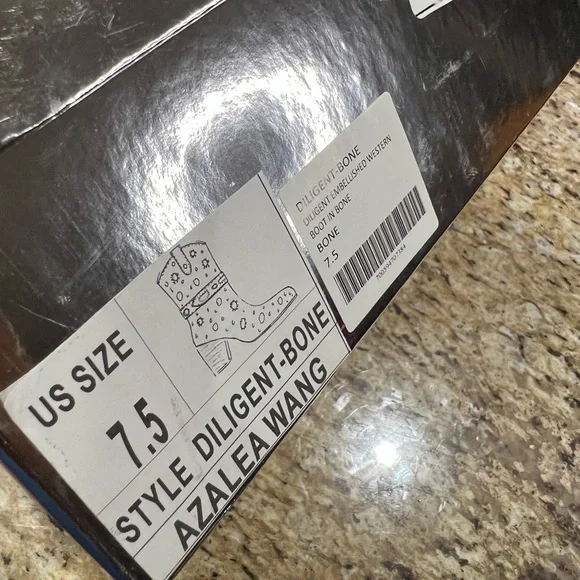 US SIZE
7.5
STYLE DILIGENT-BONE
AZALEA WANG
DILIGENT-BONE
DILIGENT EMBELLISHED WESTERN
BOOT IN BONE
BONE
7.5